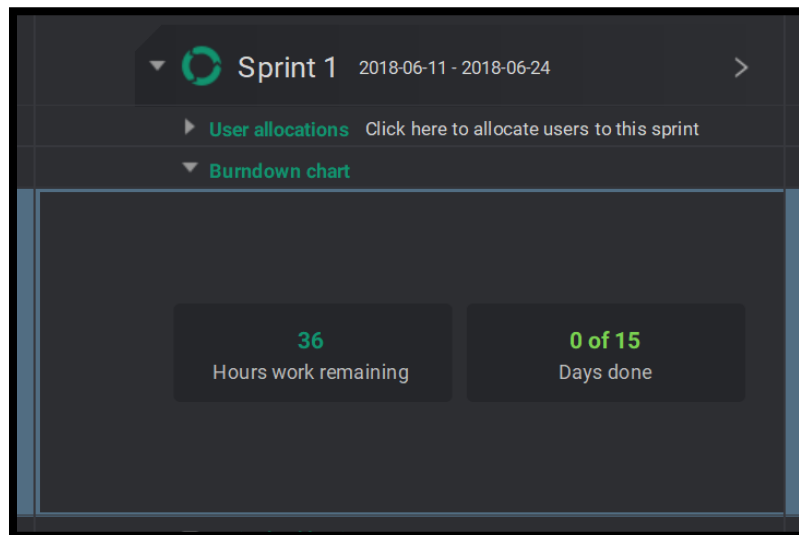 Sprint 1 2018-06-11 - 2018-06-24
User allocations Click here to allocate users to this sprint
Burndown chart
36
Hours work remaining
0 of 15
Days done